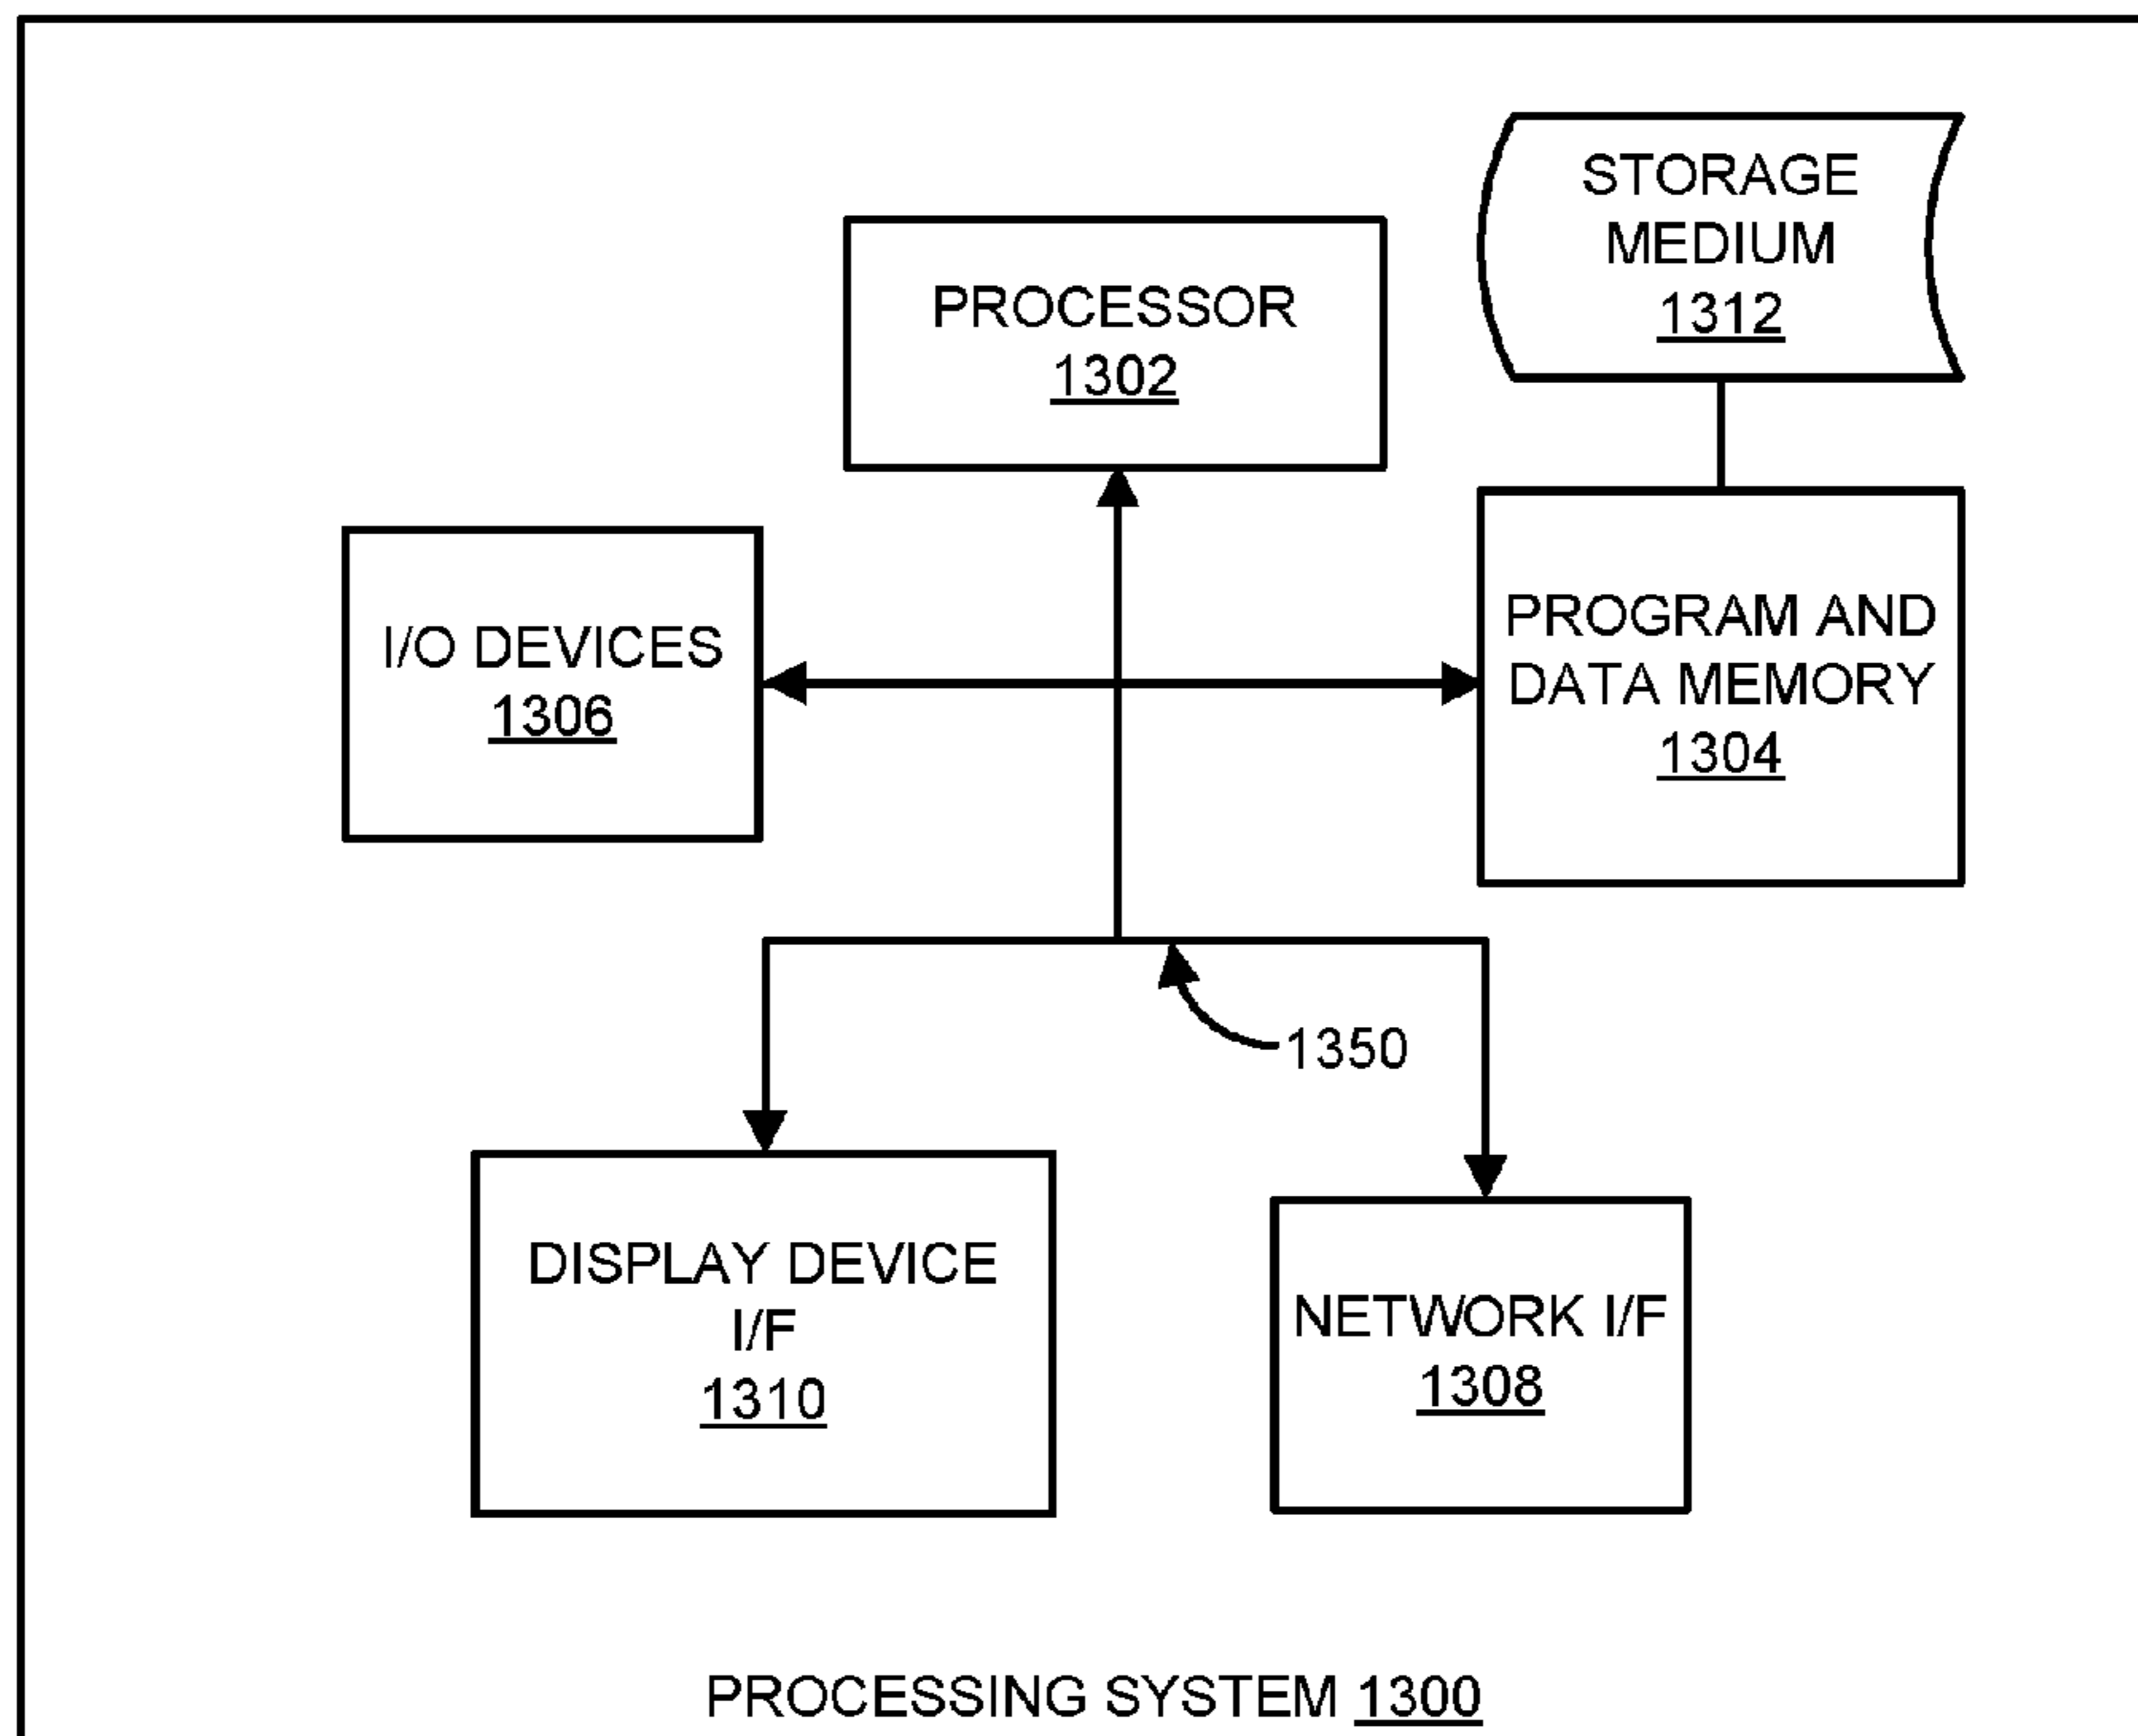 STORAGE
MEDIUM
1312
PROCESSOR
1302
I/O DEVICES
1306
PROGRAM AND
DATA MEMORY
1304
1350
DISPLAY DEVICE
I/F
1310
NETWORK I/F
1308
PROCESSING SYSTEM 1300